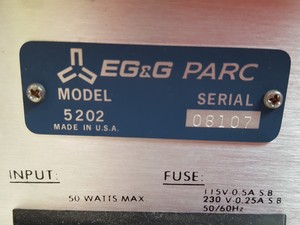 EG&G PARC
MODEL SERIAL
5202 08107
MADE IN U.S.A.
INPUT: FUSE:
50 WATTS MAX 115V·0.5A S.B
230 V·0.25A S.B
50/60Hz